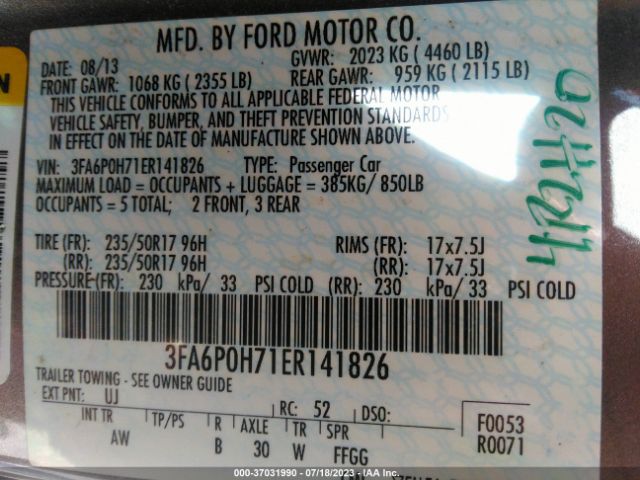 MFD. BY FORD MOTOR CO.
DATE: 08/13 GVWR: 2023 KG ( 4460 LB)
FRONT GAWR: 1068 KG ( 2355 LB) REAR GAWR: 959 KG ( 2115 LB)
THIS VEHICLE CONFORMS TO ALL APPLICABLE FEDERAL MOTOR
VEHICLE SAFETY, BUMPER, AND THEFT PREVENTION STANDARDS
IN EFFECT ON THE DATE OF MANUFACTURE SHOWN ABOVE.
VIN: 3FA6P0H71ER141826 TYPE: Passenger Car
MAXIMUM LOAD = OCCUPANTS + LUGGAGE = 385KG/ 850LB
OCCUPANTS = 5 TOTAL; 2 FRONT, 3 REAR
TIRE (FR): 235/50R17 96H RIMS (FR): 17x7.5J
(RR): 235/50R17 96H (RR): 17x7.5J
PRESSURE(FR): 230 kPa/ 33 PSI COLD (RR): 230 kPa/ 33 PSI COLD
3FA6P0H71ER141826
TRAILER TOWING - SEE OWNER GUIDE
EXT PNT: UJ RC: 52 DSO: F0053
INT TR TP/PS R AXLE TR SPR R0071
AW B 30 W FFGG
000-37031990 - 07/18/2023 - IAA Inc.